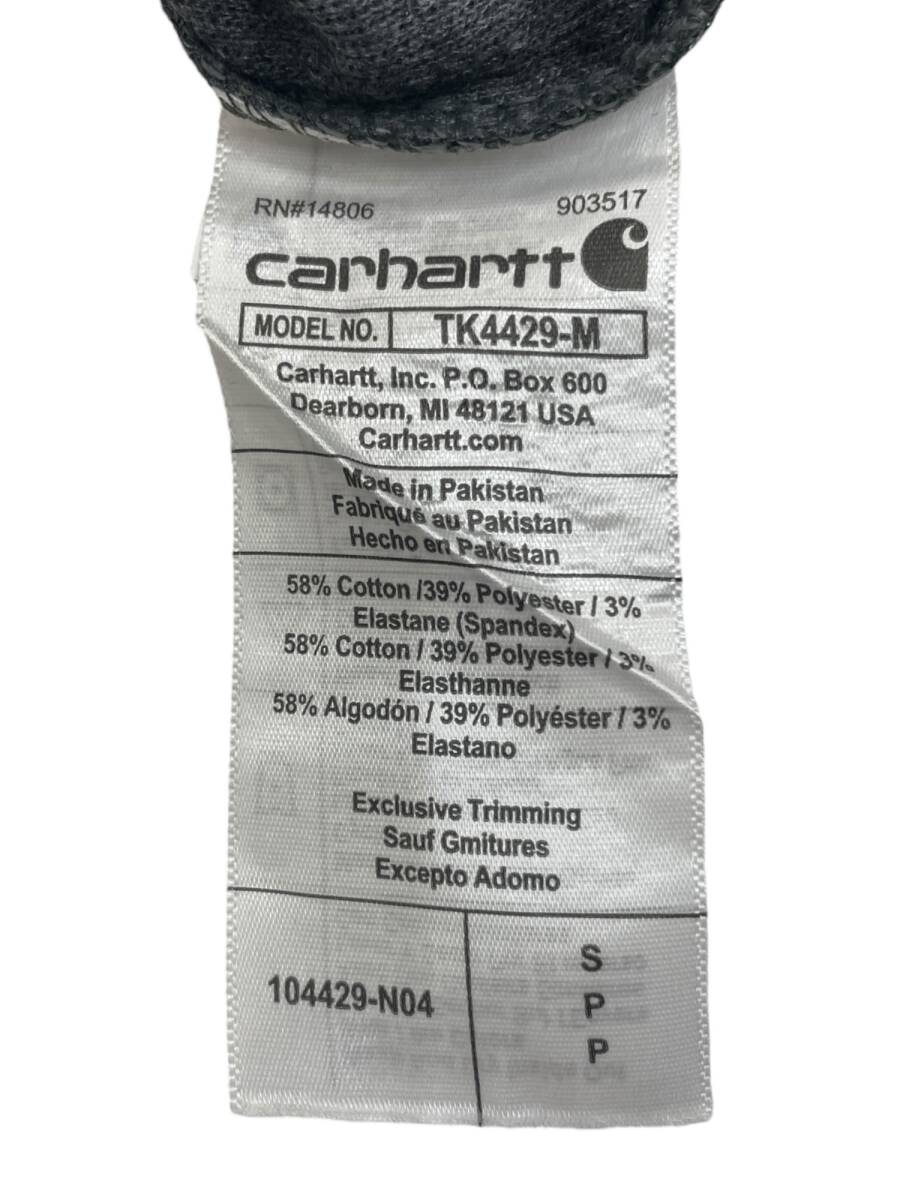 RN#14806 903517
carhartt
MODEL NO. TK4429-M
Carhartt, Inc. P.O. Box 600
Dearborn, MI 48121 USA
Carhartt.com
Made in Pakistan
Fabriqué au Pakistan
Hecho en Pakistan
58% Cotton /39% Polyester / 3%
Elastane (Spandex)
58% Cotton / 39% Polyester / 3%
Elasthanne
58% Algodón / 39% Polyéster / 3%
Elastano
Exclusive Trimming
Sauf Gmitures
Excepto Adomo
104429-N04
S
P
P